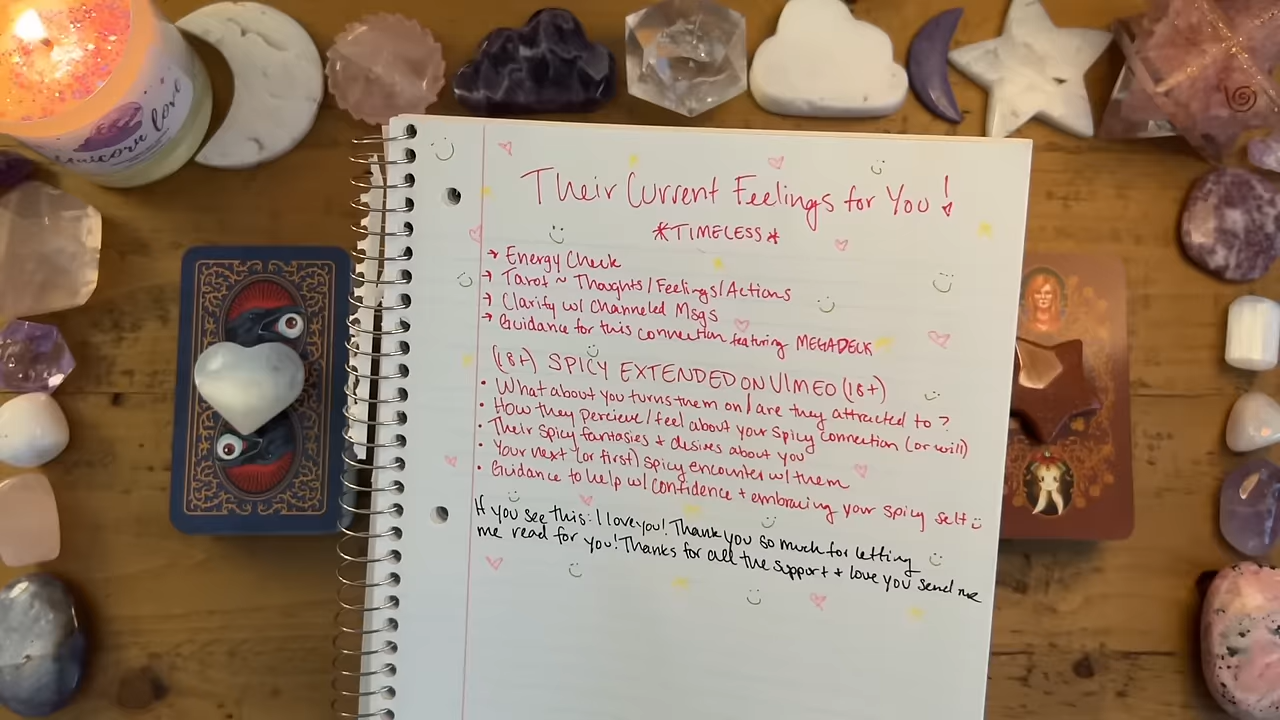 unicorn love
Their Current Feelings for You!
*TIMELESS*
→ Energy Check
→ Tarot ~ Thoughts/Feelings/Actions
→ Clarify w/ Channeled Msgs
→ Guidance for this connection featuring MEGADECK
(18+) SPICY EXTENDED ON VIMEO (18+)
• What about you turns them on/are they attracted to?
• How they percieve/feel about your spicy connection (or will)
• Their spicy fantasies + desires about you
• Your next (or first) spicy encounter w/ them
• Guidance to help w/ confidence + embracing your spicy self
If you see this: I love you! Thank you so much for letting
me read for you! Thanks for all the support + love you send me